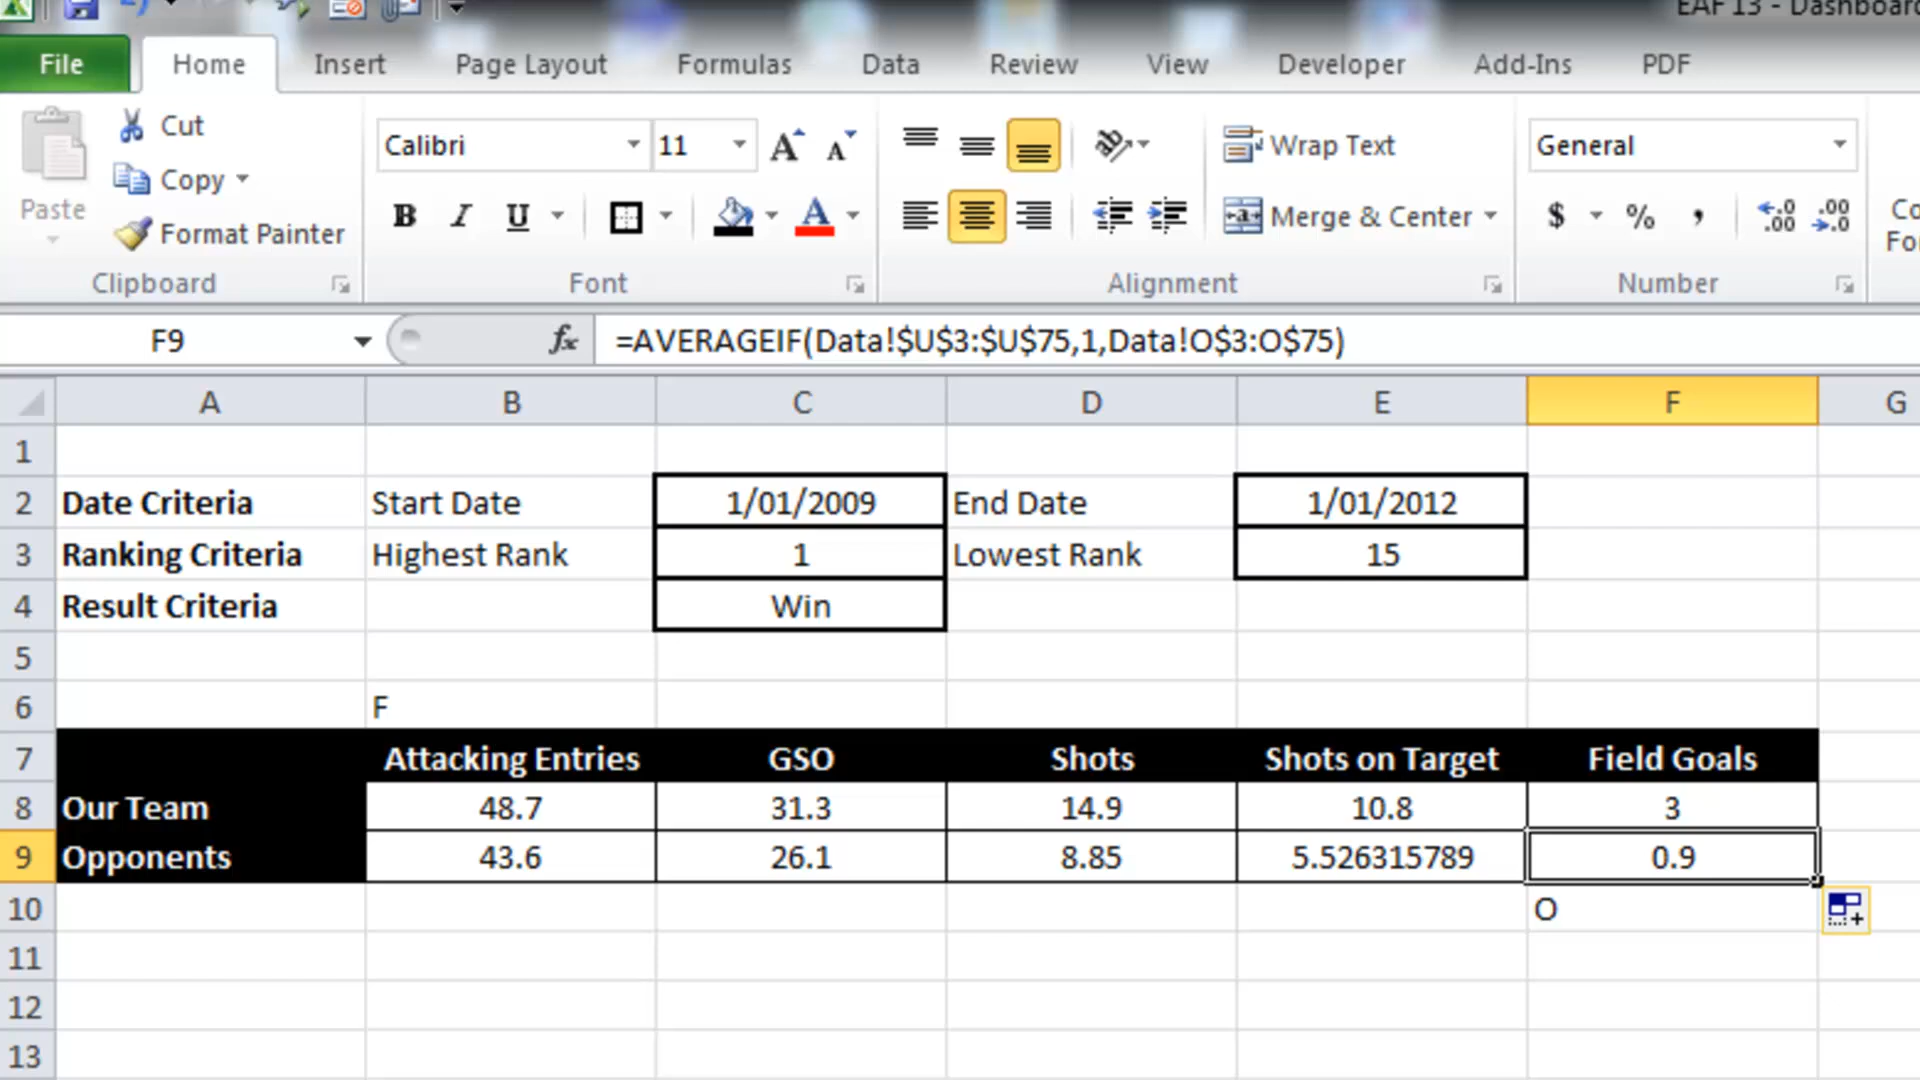 EAF 13 - Dashboard
File Home Insert Page Layout Formulas Data Review View Developer Add-Ins PDF
Cut
Copy
Format Painter
Paste
Clipboard
Calibri 11
B I U
Font
Wrap Text
Merge & Center
Alignment
General
$ % ,
Number
F9 fx =AVERAGEIF(Data!$U$3:$U$75,1,Data!O$3:O$75)
A B C D E F G
1
2 Date Criteria Start Date 1/01/2009 End Date 1/01/2012
3 Ranking Criteria Highest Rank 1 Lowest Rank 15
4 Result Criteria Win
5
6 F
7 Attacking Entries GSO Shots Shots on Target Field Goals
8 Our Team 48.7 31.3 14.9 10.8 3
9 Opponents 43.6 26.1 8.85 5.526315789 0.9
10 O
11
12
13